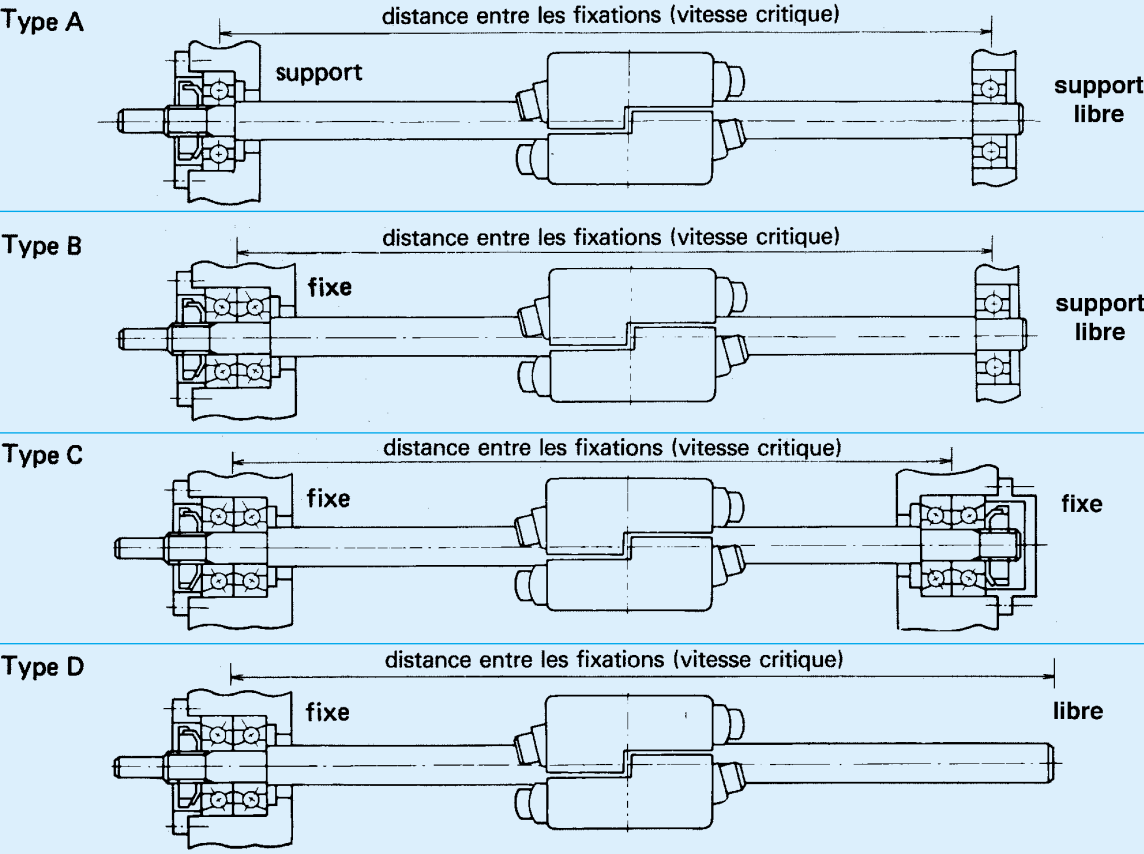 Type A
distance entre les fixations (vitesse critique)
support
support
libre
Type B
distance entre les fixations (vitesse critique)
fixe
support
libre
Type C
distance entre les fixations (vitesse critique)
fixe
fixe
Type D
distance entre les fixations (vitesse critique)
fixe
libre